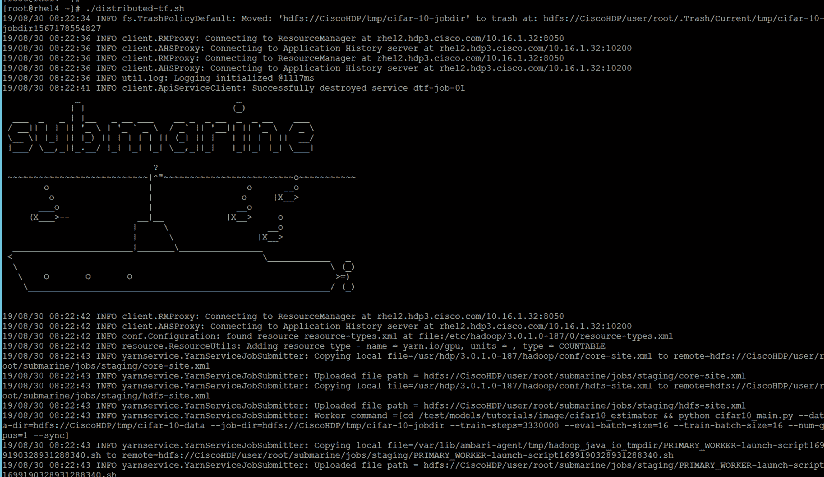 [root@rhel4 ~]# ./distributed-tf.sh
19/08/30 08:22:34 INFO fs.TrashPolicyDefault: Moved: 'hdfs://CiscoHDP/tmp/cifar-10-jobdir' to trash at: hdfs://CiscoHDP/user/root/.Trash/Current/tmp/cifar-10-
jobdir1567178554827
19/08/30 08:22:36 INFO client.RMProxy: Connecting to ResourceManager at rhel2.hdp3.cisco.com/10.16.1.32:8050
19/08/30 08:22:36 INFO client.AHSProxy: Connecting to Application History server at rhel2.hdp3.cisco.com/10.16.1.32:10200
19/08/30 08:22:36 INFO client.RMProxy: Connecting to ResourceManager at rhel2.hdp3.cisco.com/10.16.1.32:8050
19/08/30 08:22:36 INFO client.AHSProxy: Connecting to Application History server at rhel2.hdp3.cisco.com/10.16.1.32:10200
19/08/30 08:22:36 INFO util.log: Logging initialized @1117ms
19/08/30 08:22:41 INFO client.ApiServiceClient: Successfully destroyed service dtf-job-01
submarine
19/08/30 08:22:42 INFO client.RMProxy: Connecting to ResourceManager at rhel2.hdp3.cisco.com/10.16.1.32:8050
19/08/30 08:22:42 INFO client.AHSProxy: Connecting to Application History server at rhel2.hdp3.cisco.com/10.16.1.32:10200
19/08/30 08:22:42 INFO conf.Configuration: found resource resource-types.xml at file:/etc/hadoop/3.0.1.0-187/0/resource-types.xml
19/08/30 08:22:42 INFO resource.ResourceUtils: Adding resource type - name = yarn.io/gpu, units = , type = COUNTABLE
19/08/30 08:22:43 INFO yarnservice.YarnServiceJobSubmitter: Copying local file=/usr/hdp/3.0.1.0-187/hadoop/conf/core-site.xml to remote=hdfs://CiscoHDP/user/r
oot/submarine/jobs/staging/core-site.xml
19/08/30 08:22:43 INFO yarnservice.YarnServiceJobSubmitter: Uploaded file path = hdfs://CiscoHDP/user/root/submarine/jobs/staging/core-site.xml
19/08/30 08:22:43 INFO yarnservice.YarnServiceJobSubmitter: Copying local file=/usr/hdp/3.0.1.0-187/hadoop/conf/hdfs-site.xml to remote=hdfs://CiscoHDP/user/r
oot/submarine/jobs/staging/hdfs-site.xml
19/08/30 08:22:43 INFO yarnservice.YarnServiceJobSubmitter: Uploaded file path = hdfs://CiscoHDP/user/root/submarine/jobs/staging/hdfs-site.xml
19/08/30 08:22:43 INFO yarnservice.YarnServiceJobSubmitter: Worker command =[cd /test/models/tutorials/image/cifar10_estimator && python cifar10_main.py --dat
a-dir=hdfs://CiscoHDP/tmp/cifar-10-data --job-dir=hdfs://CiscoHDP/tmp/cifar-10-jobdir --train-steps=3330000 --eval-batch-size=16 --train-batch-size=16 --num-g
pus=1 --sync]
19/08/30 08:22:43 INFO yarnservice.YarnServiceJobSubmitter: Copying local file=/var/lib/ambari-agent/tmp/hadoop_java_io_tmpdir/PRIMARY_WORKER-launch-script169
9190328931288340.sh to remote=hdfs://CiscoHDP/user/root/submarine/jobs/staging/PRIMARY_WORKER-launch-script1699190328931288340.sh
19/08/30 08:22:43 INFO yarnservice.YarnServiceJobSubmitter: Uploaded file path = hdfs://CiscoHDP/user/root/submarine/jobs/staging/PRIMARY_WORKER-launch-script
1699190328931288340.sh